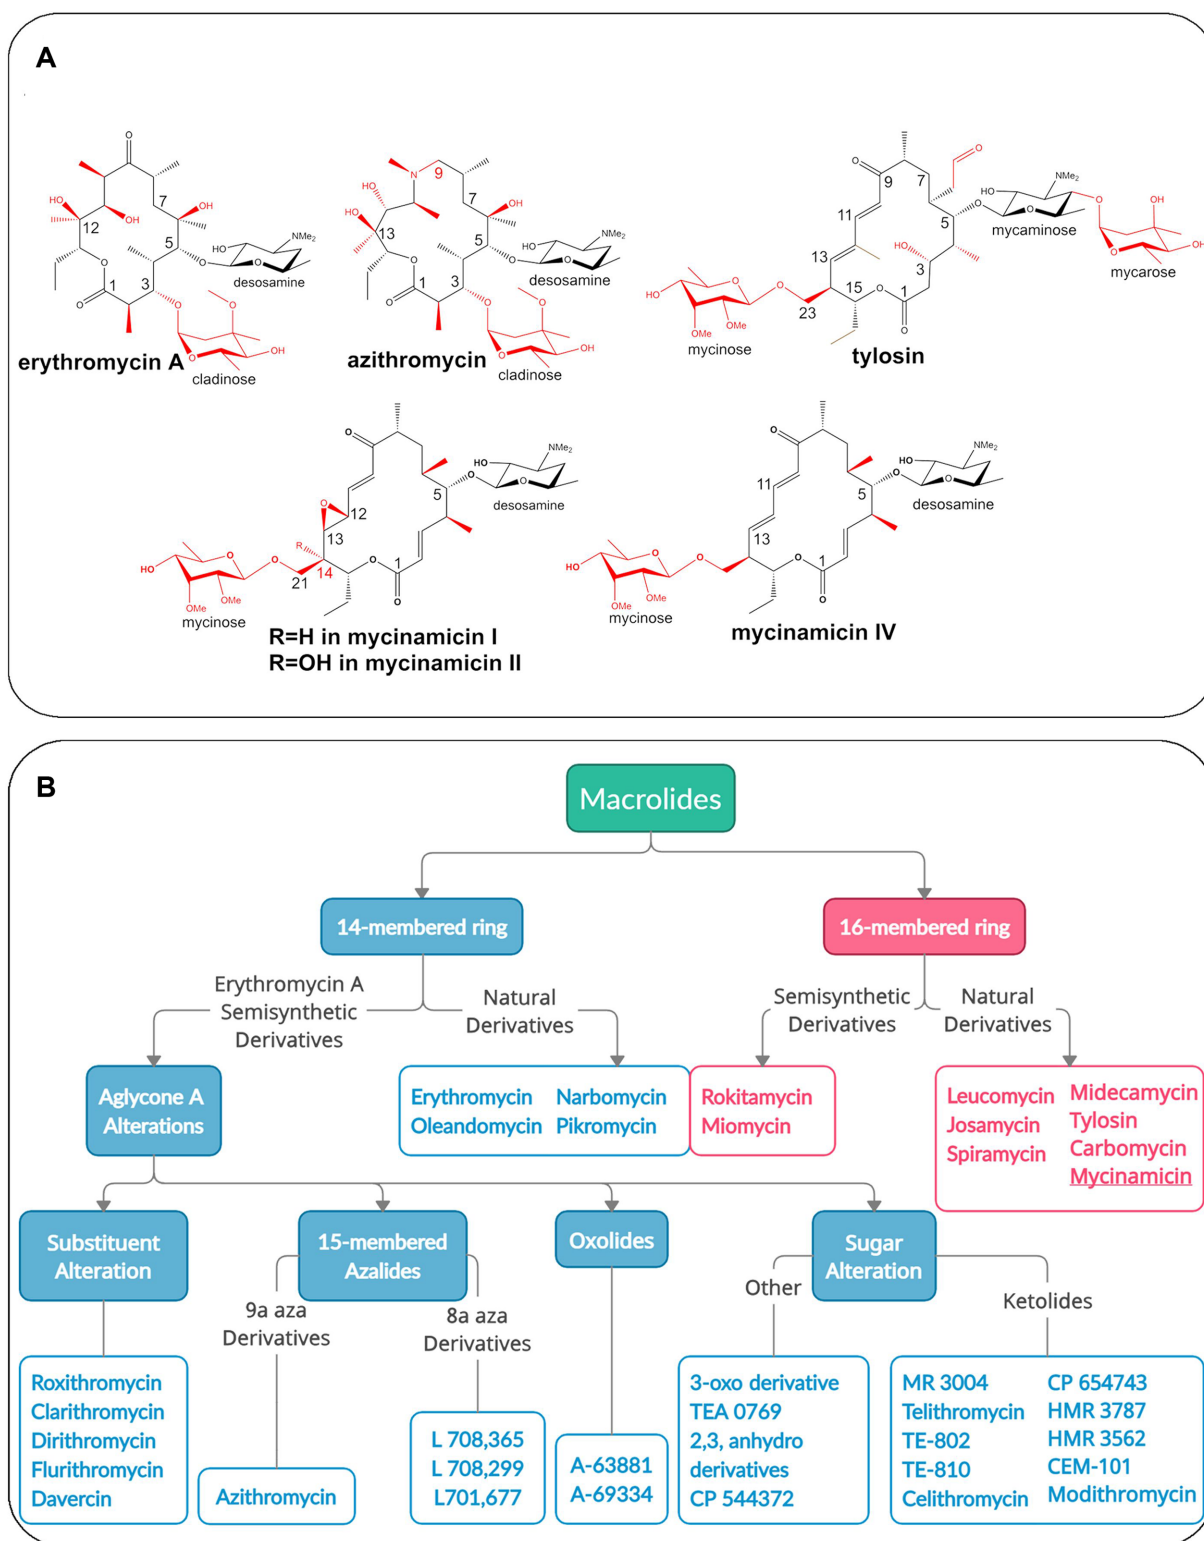 A
O
HO
OH
HO
12
7
5
O
1
3
O
O
O
O
OH
HO
NMe2
O
desosamine
erythromycin A
cladinose
N
9
HO
HO
13
7
OH
5
O
1
3
O
O
O
O
OH
HO
NMe2
O
desosamine
azithromycin
cladinose
O
9
7
O
11
13
5
O
HO
3
1
15
O
O
23
O
O
HO
OMe
OMe
mycinose
HO
NMe2
O
O
mycaminose
OH
O
OH
mycarose
tylosin
O
O
12
13
R
14
21
O
5
O
1
O
O
HO
OMe
OMe
mycinose
HO
NMe2
O
desosamine
R=H in mycinamicin I
R=OH in mycinamicin II
O
11
13
5
O
O
1
O
O
O
HO
OMe
OMe
mycinose
HO
NMe2
O
desosamine
mycinamicin IV
B
Macrolides
14-membered ring
16-membered ring
Erythromycin A
Semisynthetic
Derivatives
Natural
Derivatives
Semisynthetic
Derivatives
Natural
Derivatives
Aglycone A
Alterations
Erythromycin Narbomycin
Oleandomycin Pikromycin
Rokitamycin
Miomycin
Leucomycin
Josamycin
Spiramycin
Midecamycin
Tylosin
Carbomycin
Mycinamicin
Substituent
Alteration
15-membered
Azalides
Oxolides
Sugar
Alteration
9a aza
Derivatives
8a aza
Derivatives
Other
Ketolides
Roxithromycin
Clarithromycin
Dirithromycin
Flurithromycin
Davercin
Azithromycin
L 708,365
L 708,299
L701,677
A-63881
A-69334
3-oxo derivative
TEA 0769
2,3, anhydro
derivatives
CP 544372
MR 3004
Telithromycin
TE-802
TE-810
Celithromycin
CP 654743
HMR 3787
HMR 3562
CEM-101
Modithromycin